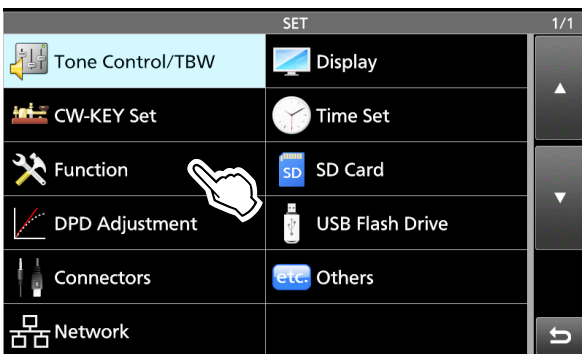 SET 1/1
Tone Control/TBW
Display
CW-KEY Set
Time Set
Function
SD SD Card
DPD Adjustment
USB Flash Drive
Connectors
etc. Others
Network